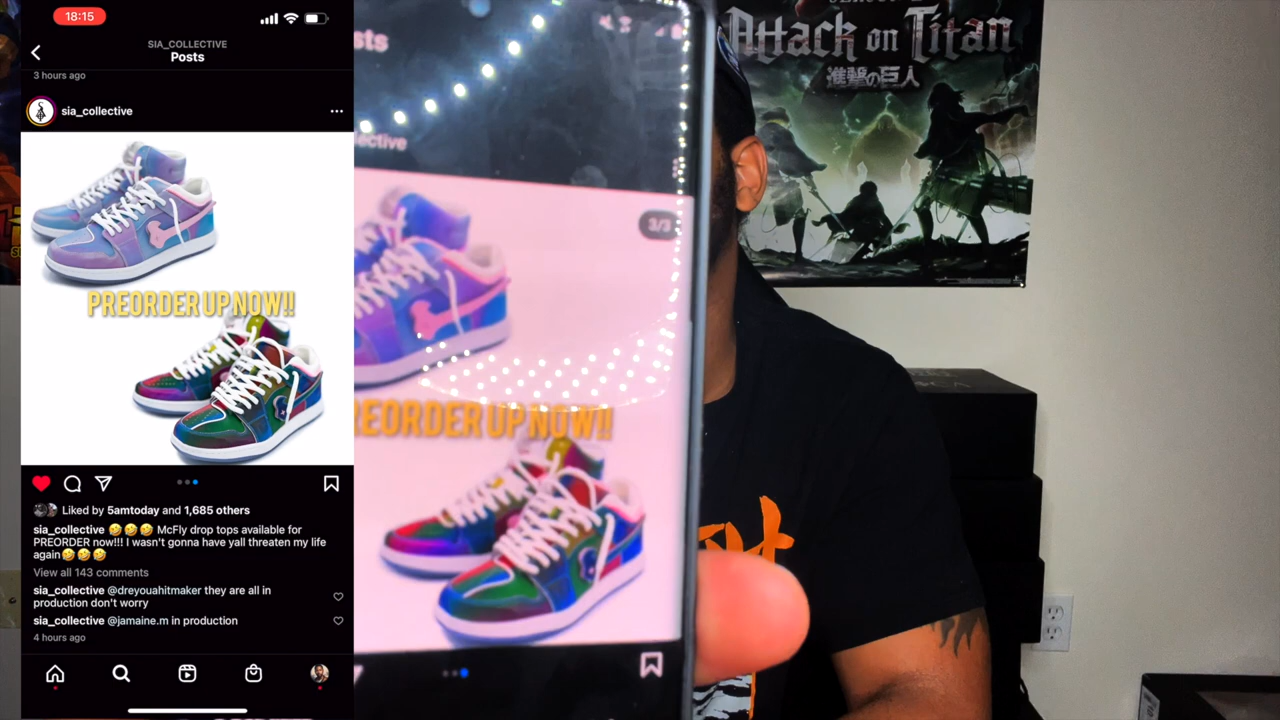 18:15
SIA_COLLECTIVE
Posts
3 hours ago
sia_collective
PREORDER UP NOW!!
Liked by 5amtoday and 1,685 others
sia_collective 🤣🤣🤣 McFly drop tops available for
PREORDER now!!! I wasn't gonna have yall threaten my life
again🤣🤣🤣
View all 143 comments
sia_collective @dreyouahitmaker they are all in
production don't worry
sia_collective @jamaine.m in production
4 hours ago
3/3
PREORDER UP NOW!!
Attack on Titan
進撃の巨人